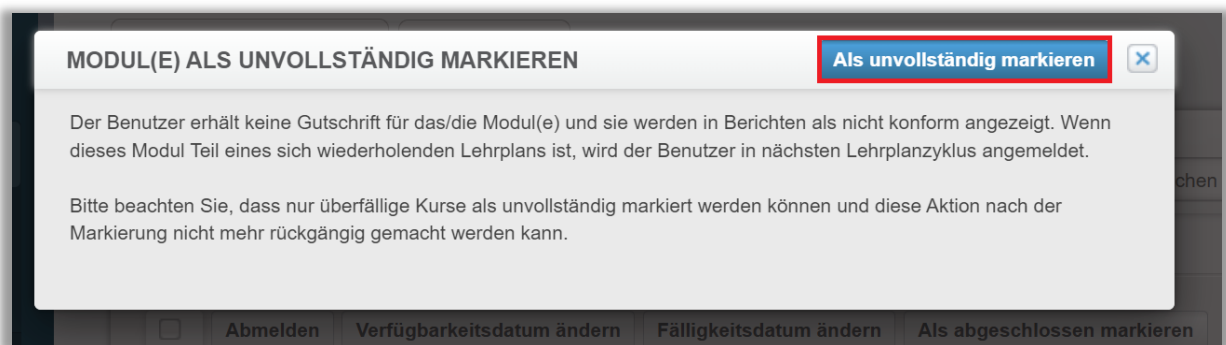 MODUL(E) ALS UNVOLLSTÄNDIG MARKIEREN
Als unvollständig markieren
Der Benutzer erhält keine Gutschrift für das/die Modul(e) und sie werden in Berichten als nicht konform angezeigt. Wenn
dieses Modul Teil eines sich wiederholenden Lehrplans ist, wird der Benutzer in nächsten Lehrplanzyklus angemeldet.
Bitte beachten Sie, dass nur überfällige Kurse als unvollständig markiert werden können und diese Aktion nach der
Markierung nicht mehr rückgängig gemacht werden kann.
Abmelden Verfügbarkeitsdatum ändern Fälligkeitsdatum ändern Als abgeschlossen markieren